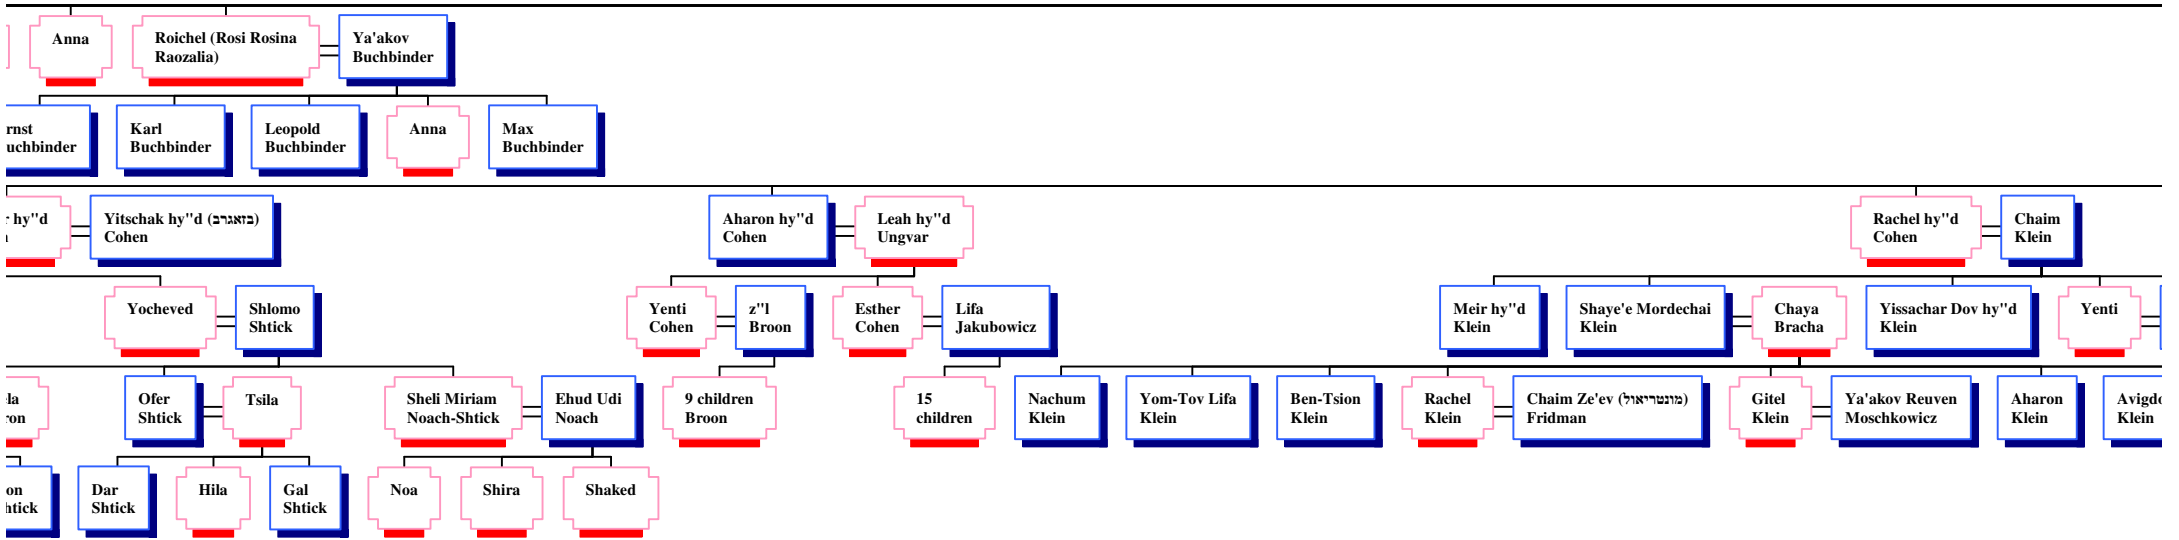 Anna
Roichel (Rosi Rosina
Raozalia)
Ya'akov
Buchbinder
Karl
Buchbinder
Leopold
Buchbinder
Anna
Max
Buchbinder
hy"d
Yitschak hy"d (בזאגרב)
Cohen
Aharon hy"d
Cohen
Leah hy"d
Ungvar
Rachel hy"d
Cohen
Chaim
Klein
Yocheved
Shlomo
Shtick
Yenti
Cohen
z"l
Broon
Esther
Cohen
Lifa
Jakubowicz
Meir hy"d
Klein
Shaye'e Mordechai
Klein
Chaya
Bracha
Yissachar Dov hy"d
Klein
Yenti
Ofer
Shtick
Tsila
Sheli Miriam
Noach-Shtick
Ehud Udi
Noach
9 children
Broon
15
children
Nachum
Klein
Yom-Tov Lifa
Klein
Ben-Tsion
Klein
Rachel
Klein
Chaim Ze'ev (מונטריאול)
Fridman
Gitel
Klein
Ya'akov Reuven
Moschkowicz
Aharon
Klein
Klein
Dar
Shtick
Hila
Gal
Shtick
Noa
Shira
Shaked